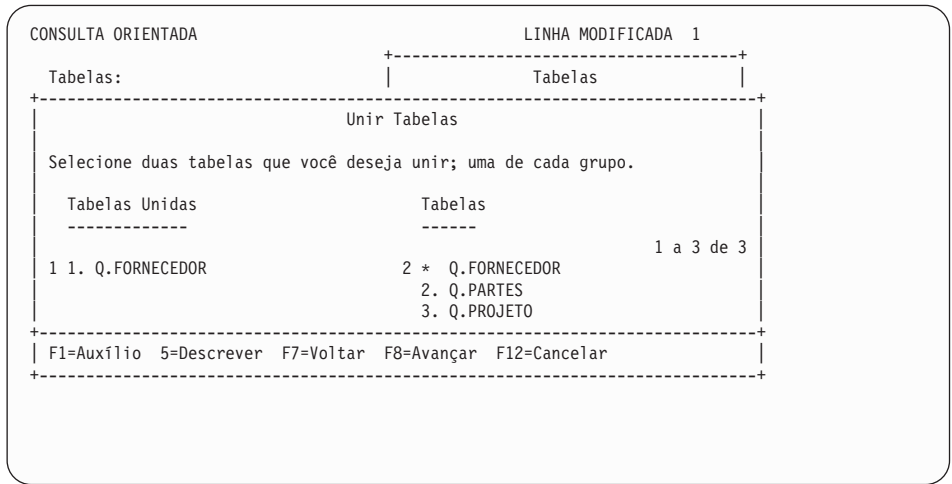 CONSULTA ORIENTADA                                   LINHA MODIFICADA  1
                                      +-------------------------------------+
  Tabelas:                            |               Tabelas               |
+-----------------------------------------------------------------------------+
|                                 Unir Tabelas                                |
|                                                                             |
| Selecione duas tabelas que você deseja unir; uma de cada grupo.             |
|                                                                             |
|   Tabelas Unidas                        Tabelas                             |
|   -------------                         ------                              |
|                                                                  1 a 3 de 3 |
| 1 1. Q.FORNECEDOR                     2 *  Q.FORNECEDOR                     |
|                                         2. Q.PARTES                         |
|                                         3. Q.PROJETO                        |
+-----------------------------------------------------------------------------+
| F1=Auxílio  5=Descrever  F7=Voltar  F8=Avançar  F12=Cancelar                |
+-----------------------------------------------------------------------------+